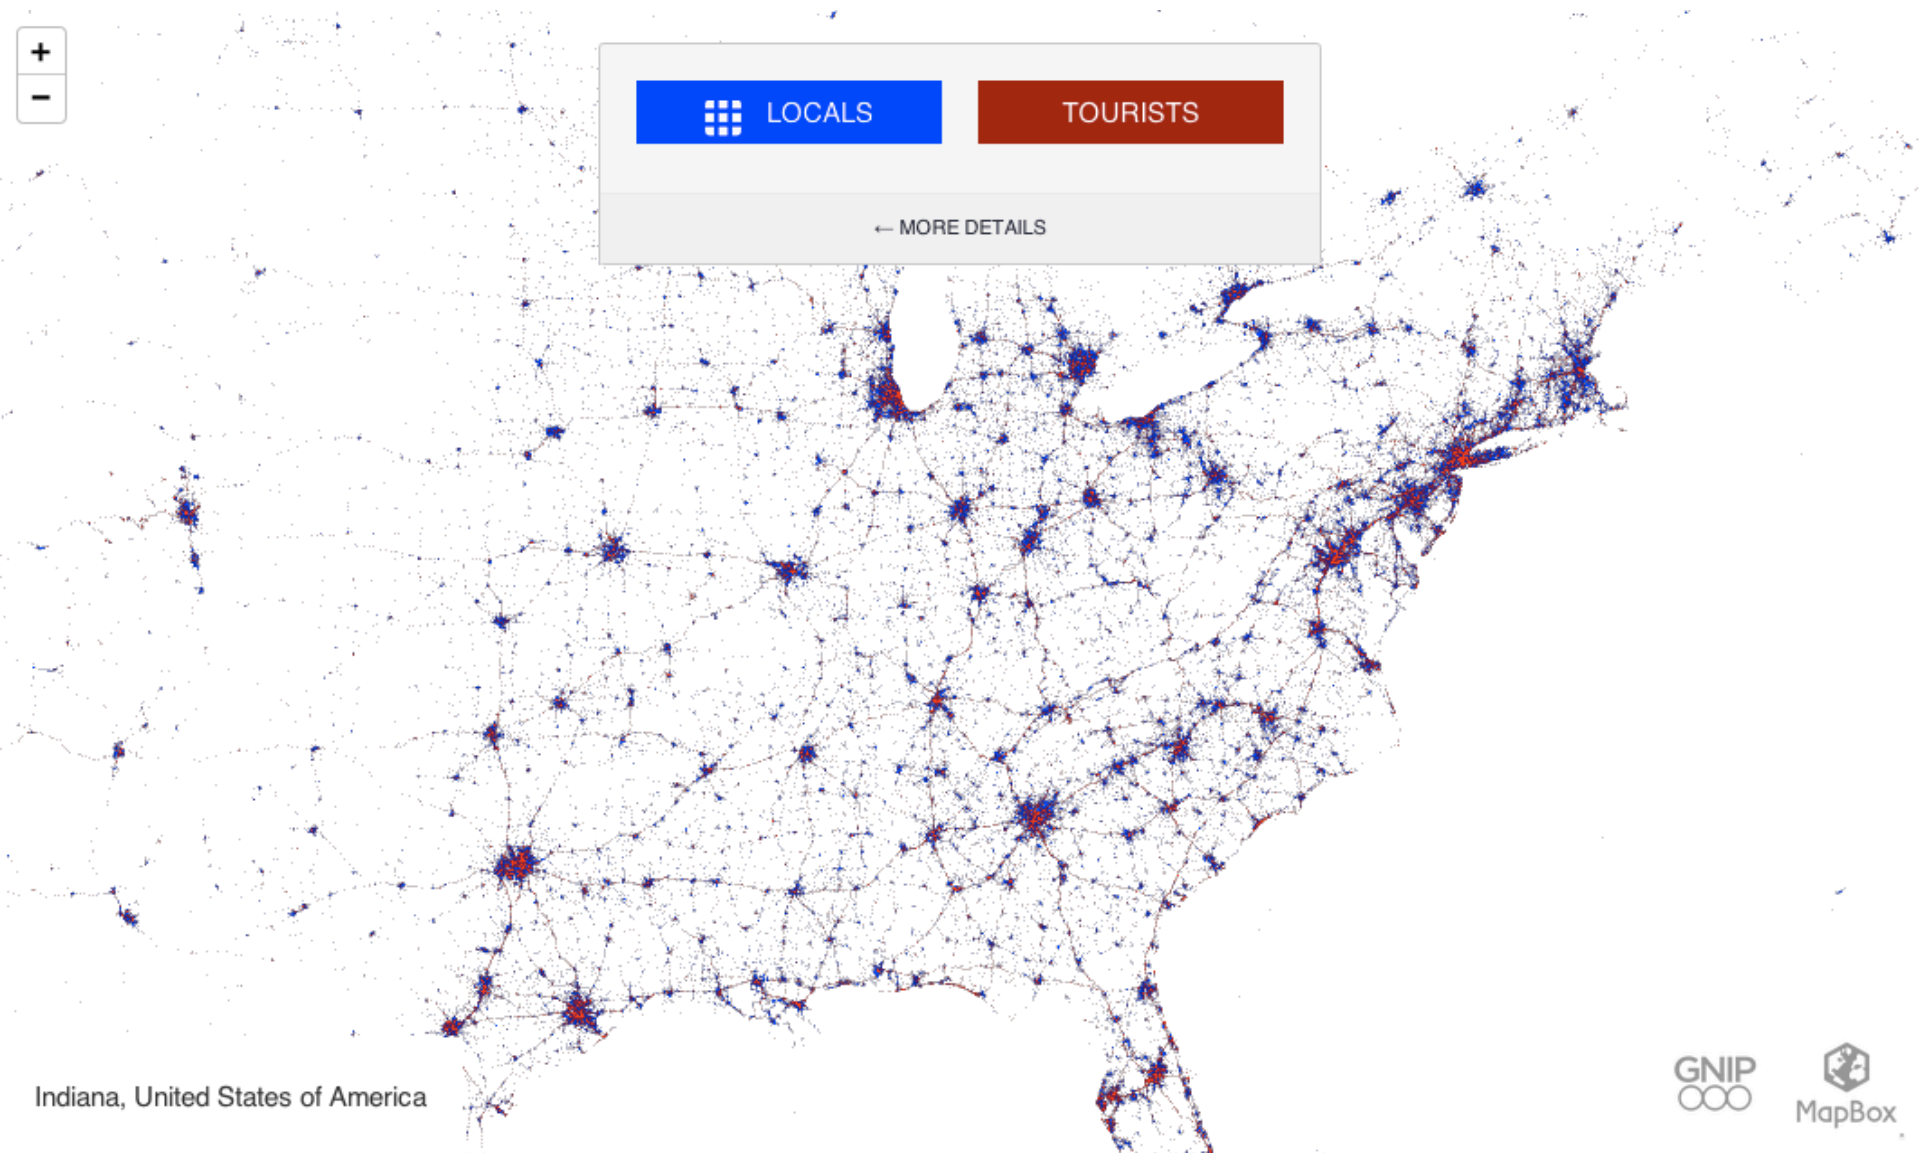 +
−
LOCALS
TOURISTS
← MORE DETAILS
Indiana, United States of America
GNIP
MapBox